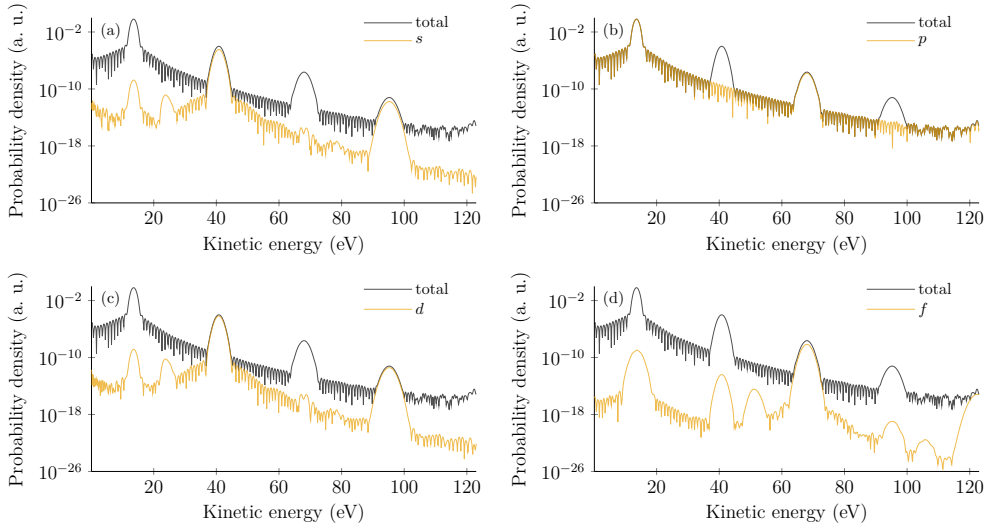 (a)
total
s
Probability density (a. u.)
10⁻²
10⁻¹⁰
10⁻¹⁸
10⁻²⁶
20 40 60 80 100 120
Kinetic energy (eV)
(b)
total
p
Probability density (a. u.)
10⁻²
10⁻¹⁰
10⁻¹⁸
10⁻²⁶
20 40 60 80 100 120
Kinetic energy (eV)
(c)
total
d
Probability density (a. u.)
10⁻²
10⁻¹⁰
10⁻¹⁸
10⁻²⁶
20 40 60 80 100 120
Kinetic energy (eV)
(d)
total
f
Probability density (a. u.)
10⁻²
10⁻¹⁰
10⁻¹⁸
10⁻²⁶
20 40 60 80 100 120
Kinetic energy (eV)